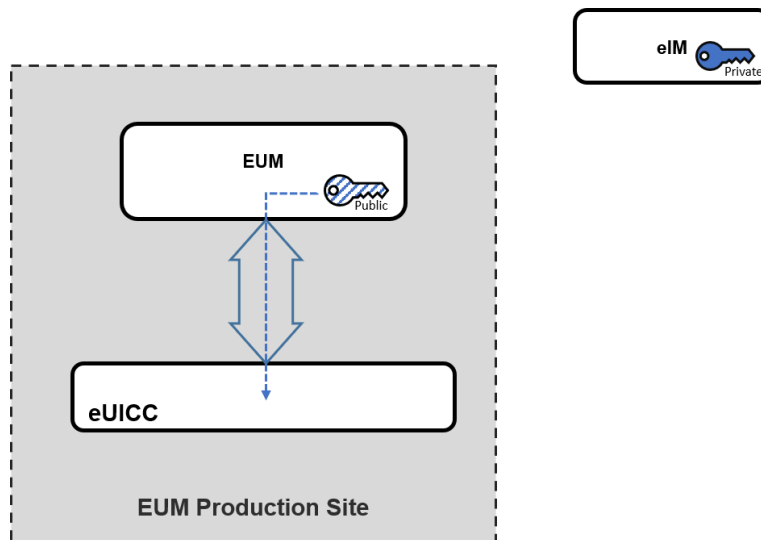 eIM
Private
EUM
Public
eUICC
EUM Production Site